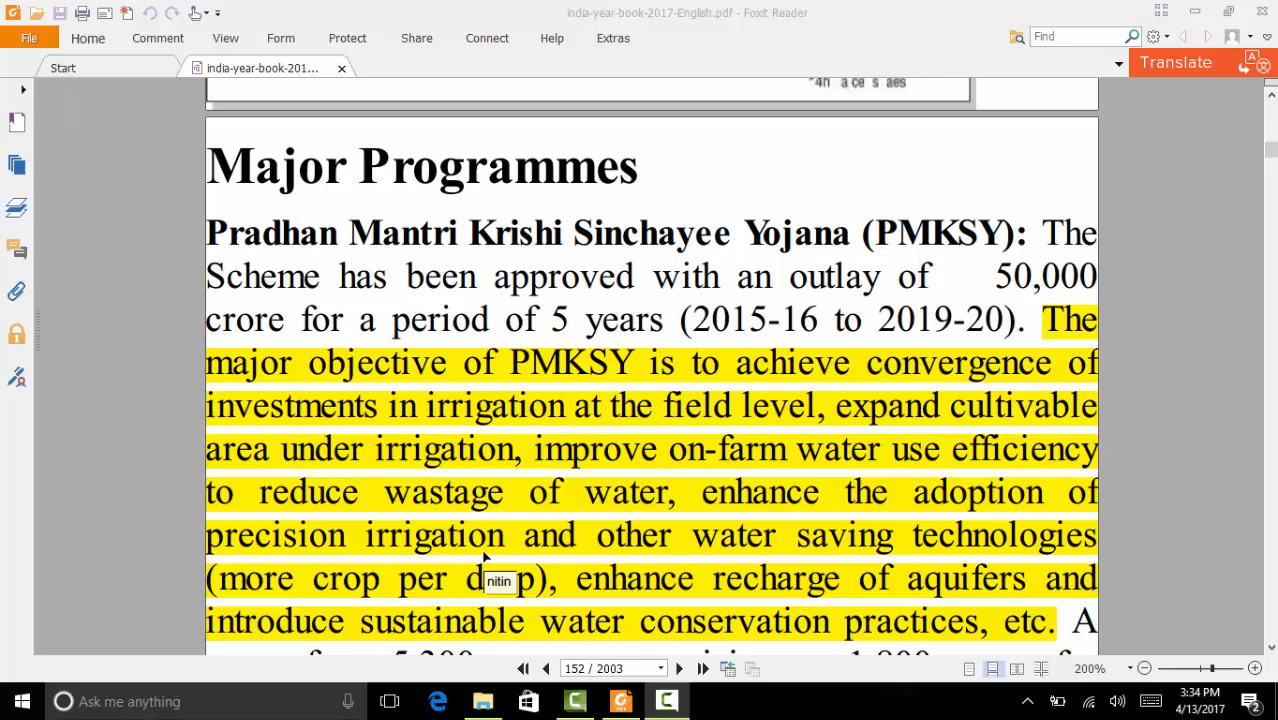 india-year-book-2017-English.pdf - Foxit Reader
File Home Comment View Form Protect Share Connect Help Extras Find
Start india-year-book-201... Translate
Major Programmes
Pradhan Mantri Krishi Sinchayee Yojana (PMKSY): The
Scheme has been approved with an outlay of 50,000
crore for a period of 5 years (2015-16 to 2019-20). The
major objective of PMKSY is to achieve convergence of
investments in irrigation at the field level, expand cultivable
area under irrigation, improve on-farm water use efficiency
to reduce wastage of water, enhance the adoption of
precision irrigation and other water saving technologies
(more crop per d p), enhance recharge of aquifers and
nitin
introduce sustainable water conservation practices, etc. A
152 / 2003 200%
Ask me anything 3:34 PM
4/13/2017 2